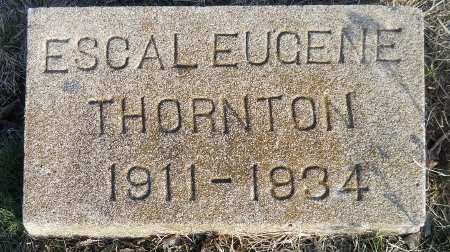 ESCAL EUGENE
THORNTON
1911-1934